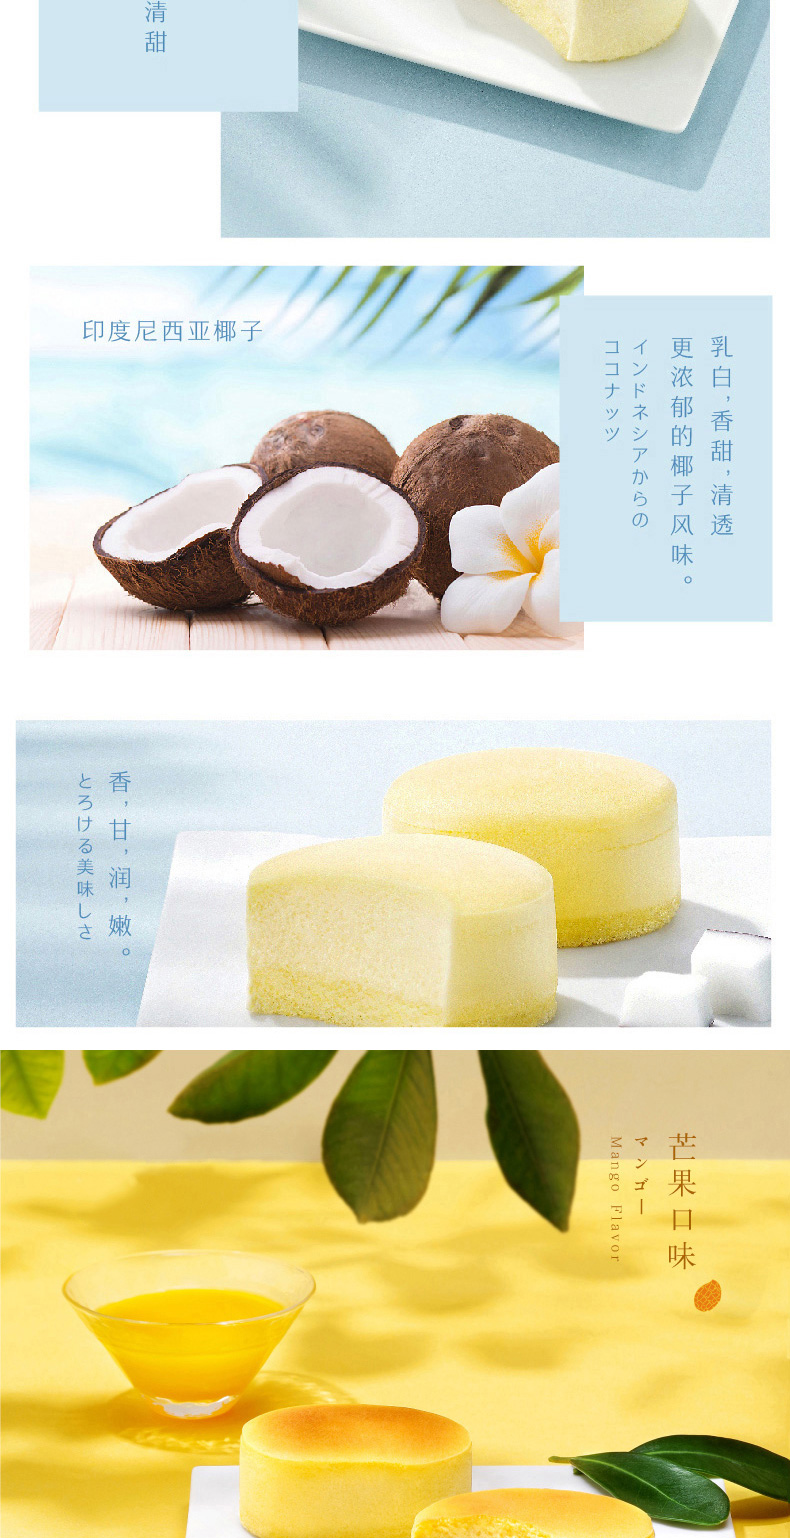 清甜
印度尼西亚椰子
乳白，香甜，清透
更浓郁的椰子风味。
インドネシアからの
ココナッツ
香，甘，润，嫩。
とろける美味しさ
芒果口味
マンゴー
Mango Flavor